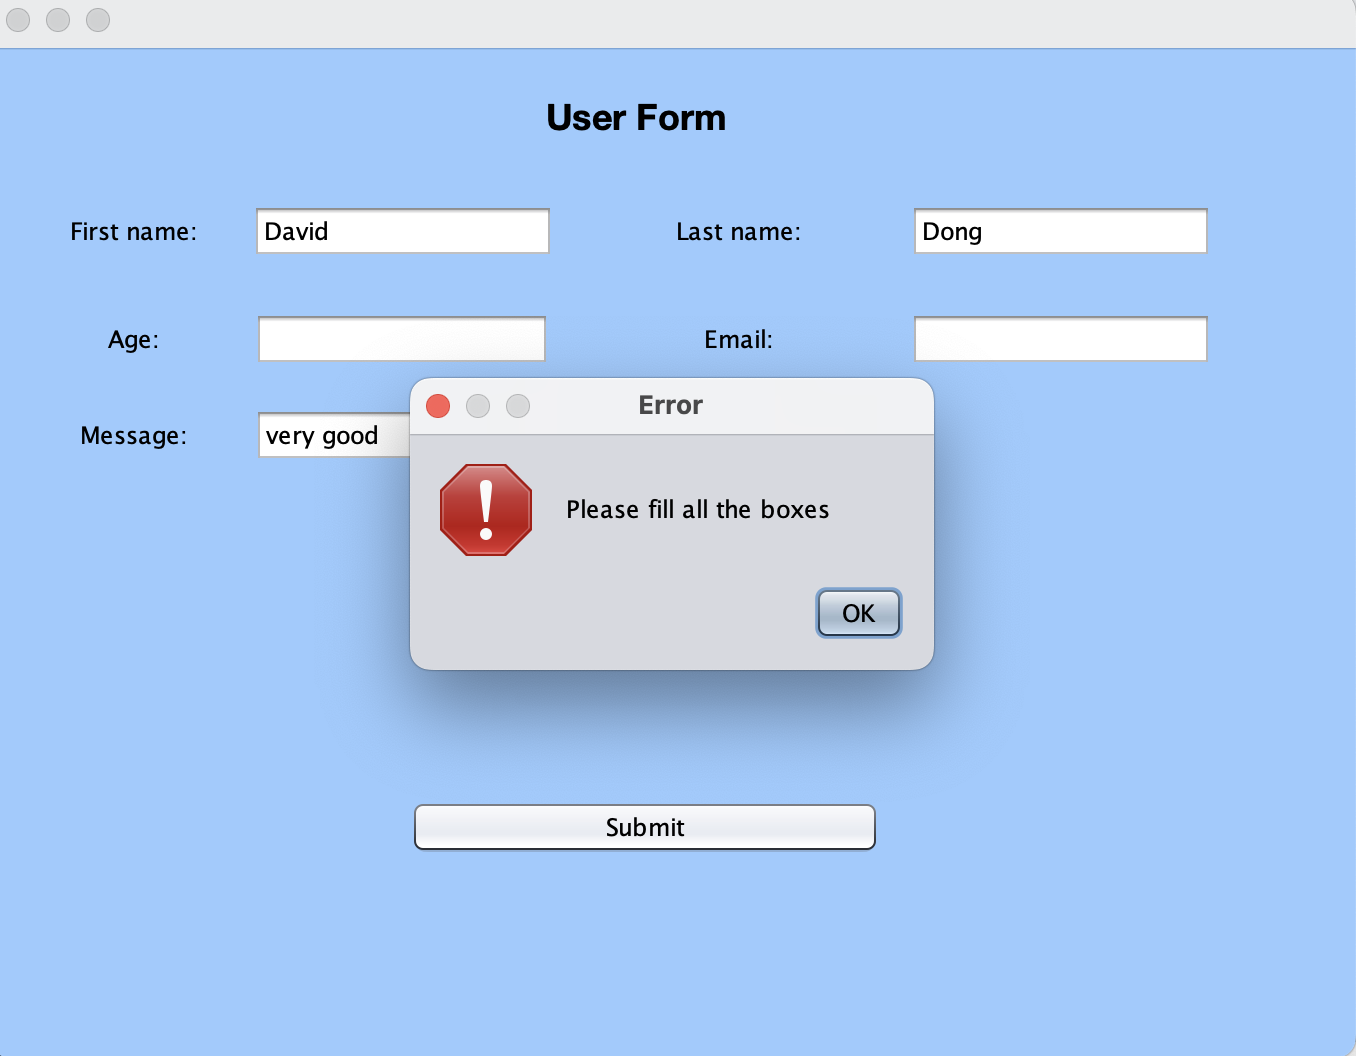 User Form
First name: David Last name: Dong
Age: Email:
Error
Message: very good
Please fill all the boxes
OK
Submit